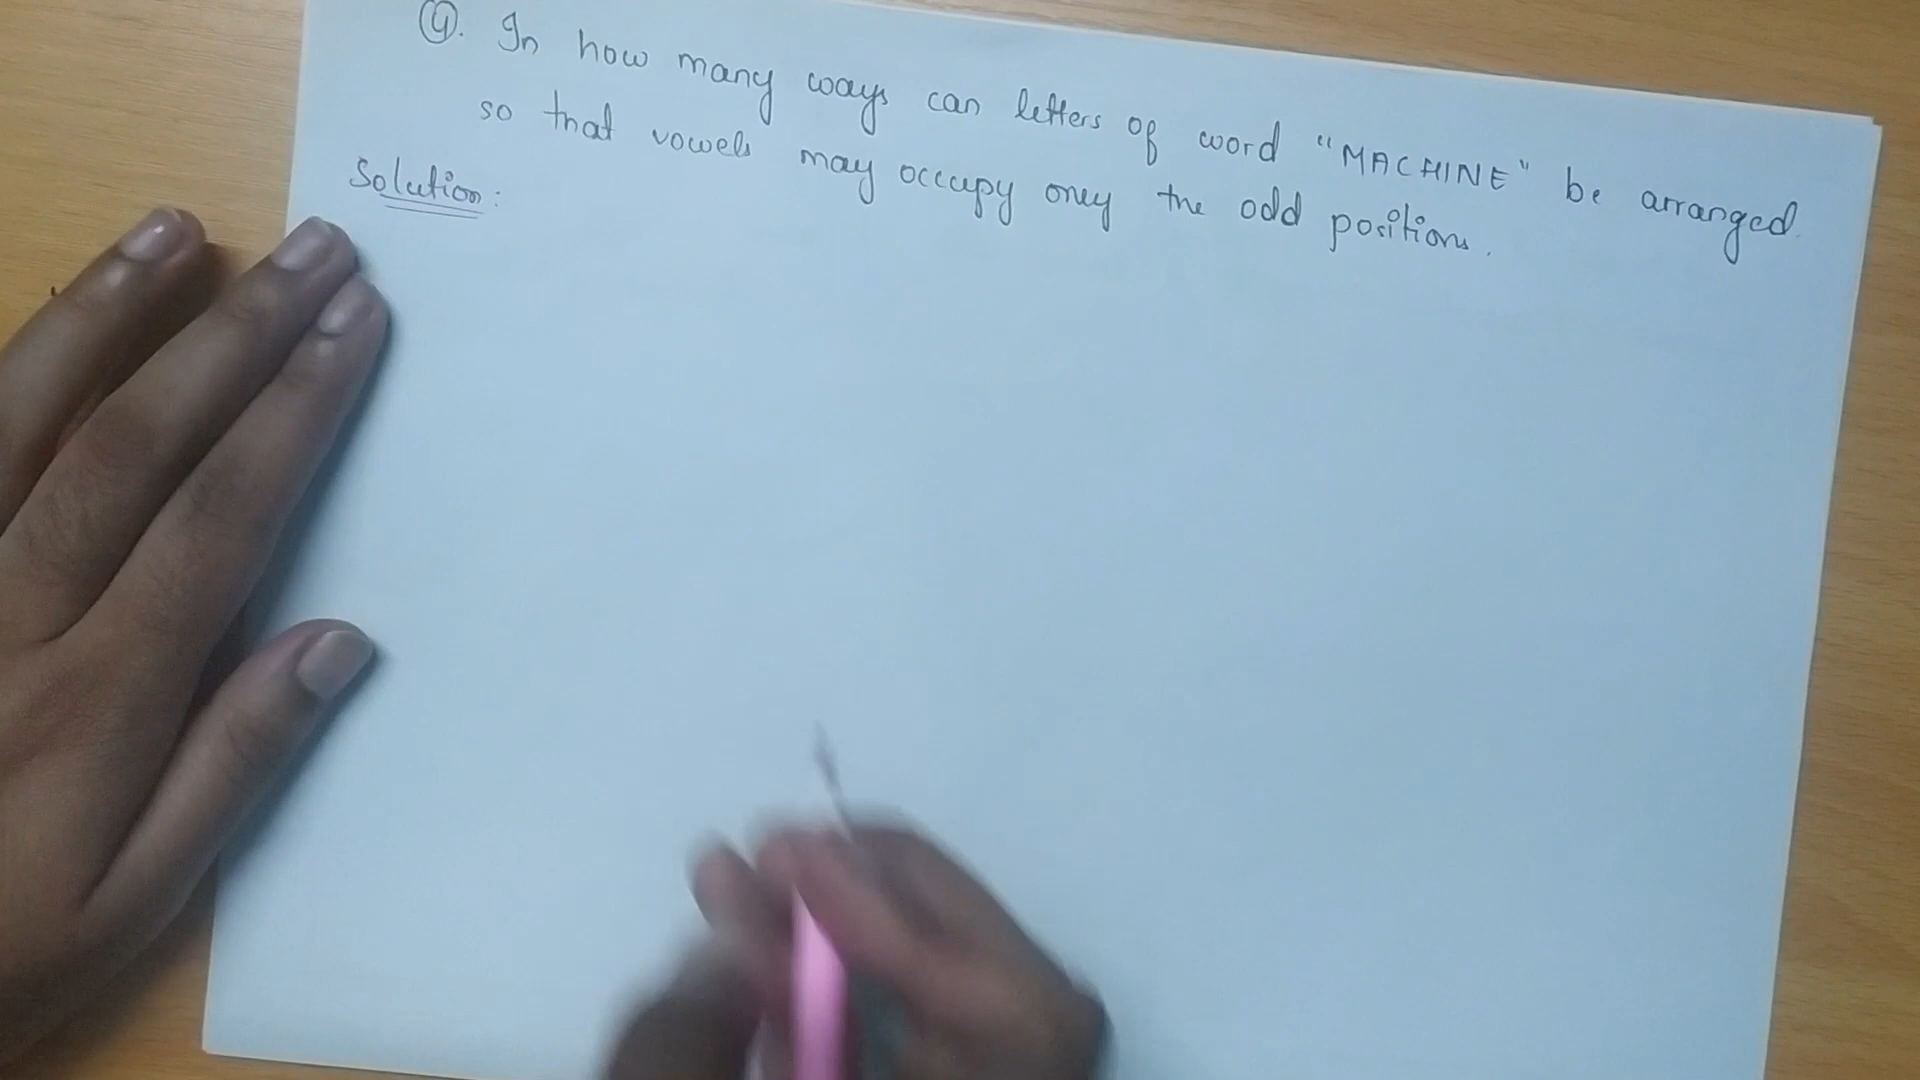 ④. In how many ways can letters of word "MACHINE" be arranged
so that vowels may occupy only the odd positions.
Solution: